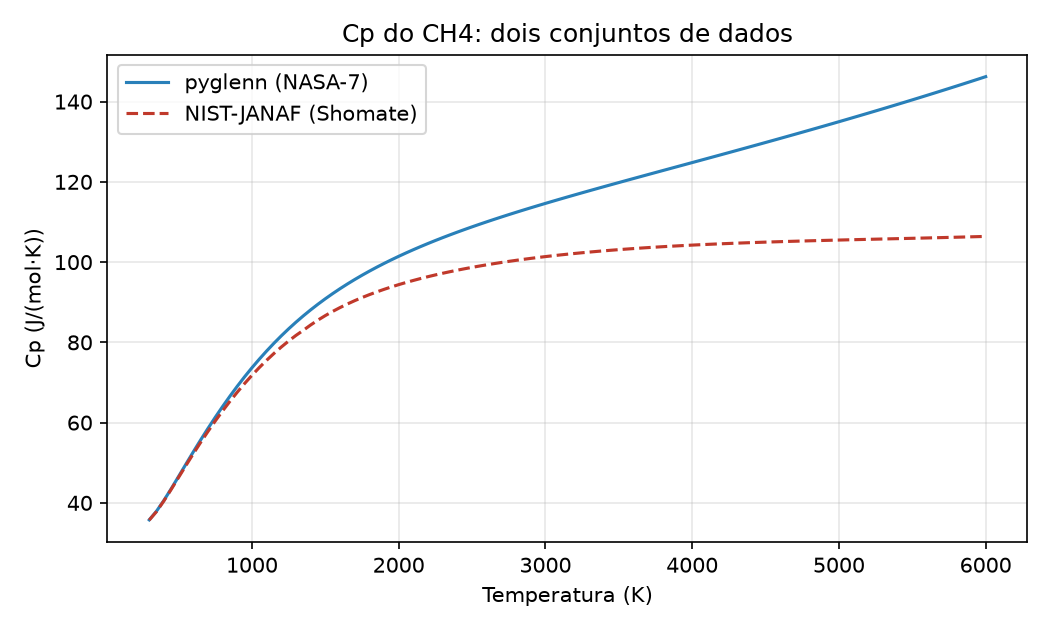 Cp do CH4: dois conjuntos de dados
pyglenn (NASA-7)
NIST-JANAF (Shomate)
Cp (J/(mol·K))
140
120
100
80
60
40
1000 2000 3000 4000 5000 6000
Temperatura (K)